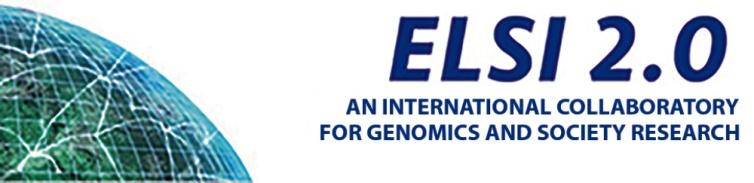 ELSI 2.0
AN INTERNATIONAL COLLABORATORY
FOR GENOMICS AND SOCIETY RESEARCH